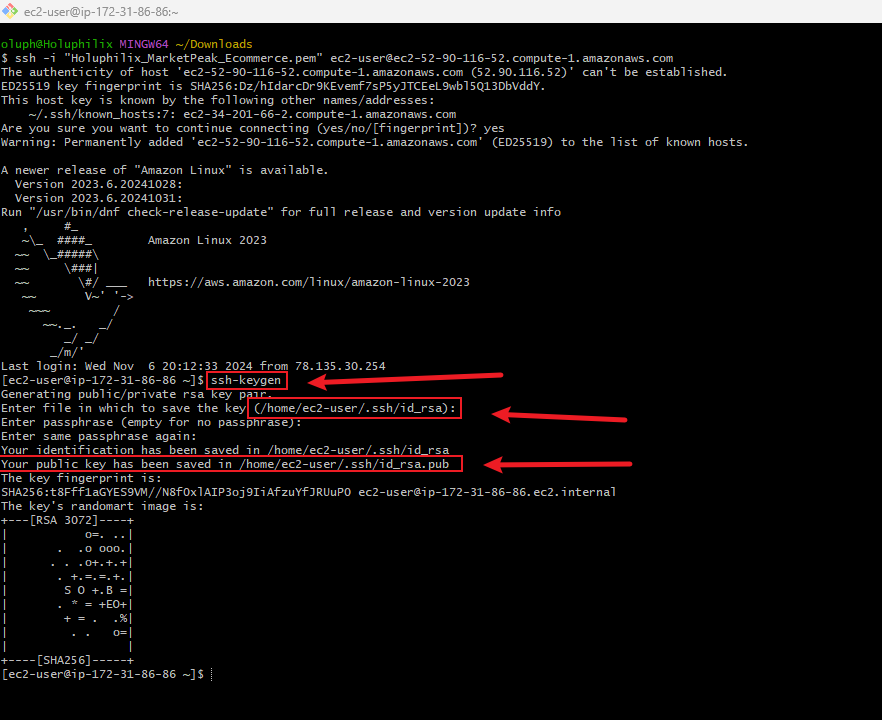 ec2-user@ip-172-31-86-86:~
oluph@Holuphilix MINGW64 ~/Downloads
$ ssh -i "Holuphilix_MarketPeak_Ecommerce.pem" ec2-user@ec2-52-90-116-52.compute-1.amazonaws.com
The authenticity of host 'ec2-52-90-116-52.compute-1.amazonaws.com (52.90.116.52)' can't be established.
ED25519 key fingerprint is SHA256:Dz/hIdarcDr9KEvemf7sP5yJTCEeL9wbl5Q13DbVddY.
This host key is known by the following other names/addresses:
    ~/.ssh/known_hosts:7: ec2-34-201-66-2.compute-1.amazonaws.com
Are you sure you want to continue connecting (yes/no/[fingerprint])? yes
Warning: Permanently added 'ec2-52-90-116-52.compute-1.amazonaws.com' (ED25519) to the list of known hosts.

A newer release of "Amazon Linux" is available.
  Version 2023.6.20241028:
  Version 2023.6.20241031:
Run "/usr/bin/dnf check-release-update" for full release and version update info
   ,     #_
   ~\_  ####_        Amazon Linux 2023
  ~~  \_#####\
  ~~     \###|
  ~~       \#/ ___   https://aws.amazon.com/linux/amazon-linux-2023
   ~~       V~' '->
    ~~~         /
      ~~._.   _/
         _/ _/
       _/m/'
Last login: Wed Nov  6 20:12:33 2024 from 78.135.30.254
[ec2-user@ip-172-31-86-86 ~]$ ssh-keygen
Generating public/private rsa key pair.
Enter file in which to save the key (/home/ec2-user/.ssh/id_rsa):
Enter passphrase (empty for no passphrase):
Enter same passphrase again:
Your identification has been saved in /home/ec2-user/.ssh/id_rsa
Your public key has been saved in /home/ec2-user/.ssh/id_rsa.pub
The key fingerprint is:
SHA256:t8Fff1aGYES9VM//N8fOxlAIP3oj9IiAfzuYfJRUuPO ec2-user@ip-172-31-86-86.ec2.internal
The key's randomart image is:
+---[RSA 3072]----+
|           o=. ..|
|       .  .o ooo.|
|      . . .o+.+.+|
|       . +.=.=.+.|
|        S O +.B =|
|       . * = +EO+|
|        + = .  .%|
|         . .   o=|
|                 |
+----[SHA256]-----+
[ec2-user@ip-172-31-86-86 ~]$